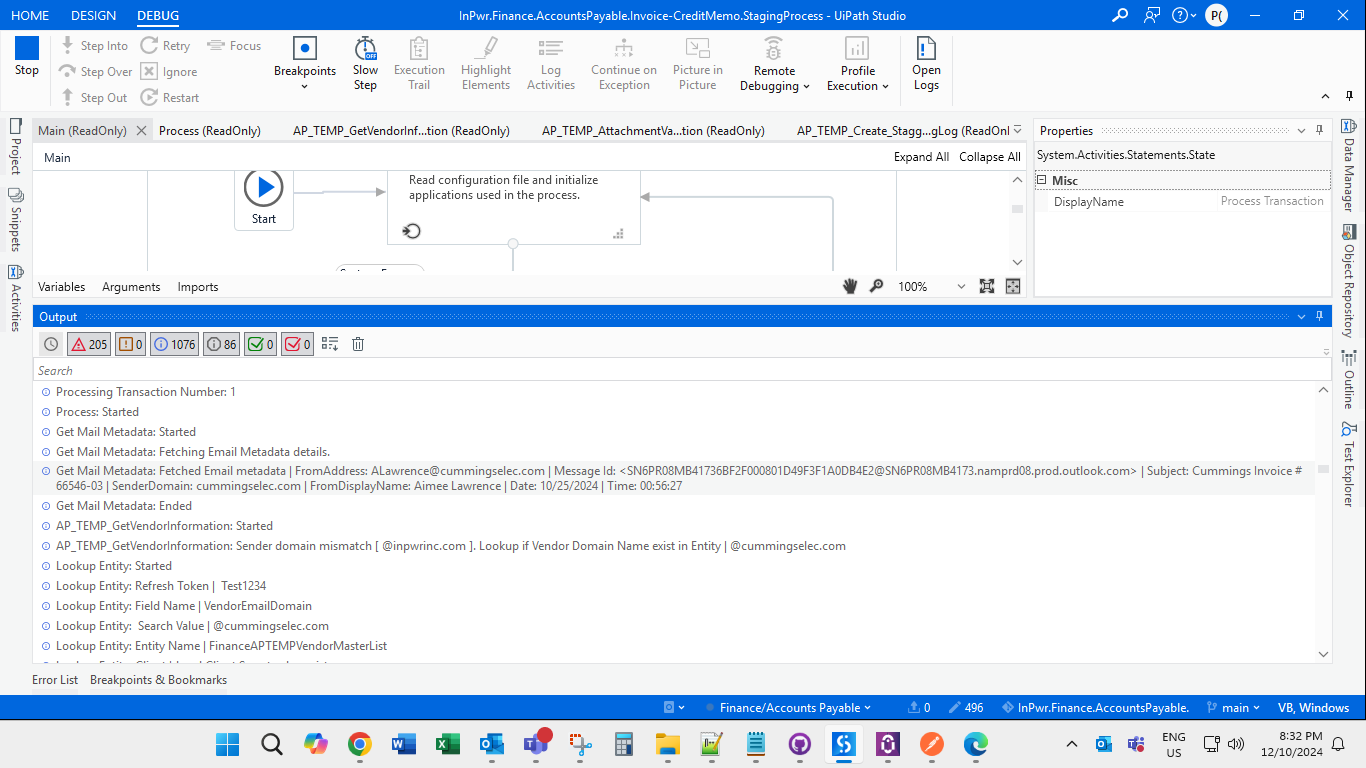 HOME DESIGN DEBUG InPwr.Finance.AccountsPayable.Invoice-CreditMemo.StagingProcess - UiPath Studio P(
Stop
Step Into Retry Focus
Step Over Ignore
Step Out Restart
Breakpoints
Slow
Step
Execution
Trail
Highlight
Elements
Log
Activities
Continue on
Exception
Picture in
Picture
Remote
Debugging
Profile
Execution
Open
Logs
Main (ReadOnly) Process (ReadOnly) AP_TEMP_GetVendorInf...tion (ReadOnly) AP_TEMP_AttachmentVa...tion (ReadOnly) AP_TEMP_Create_Stagg...gLog (ReadOnl
Main Expand All Collapse All
Start
Read configuration file and initialize
applications used in the process.
Variables Arguments Imports 100%
Properties
System.Activities.Statements.State
Misc
DisplayName Process Transaction
Project
Snippets
Activities
Data Manager
Object Repository
Outline
Test Explorer
Output
205 0 1076 86 0 0
Search
Processing Transaction Number: 1
Process: Started
Get Mail Metadata: Started
Get Mail Metadata: Fetching Email Metadata details.
Get Mail Metadata: Fetched Email metadata | FromAddress: ALawrence@cummingselec.com | Message Id: <SN6PR08MB41736BF2F000801D49F3F1A0DB4E2@SN6PR08MB4173.namprd08.prod.outlook.com> | Subject: Cummings Invoice #
66546-03 | SenderDomain: cummingselec.com | FromDisplayName: Aimee Lawrence | Date: 10/25/2024 | Time: 00:56:27
Get Mail Metadata: Ended
AP_TEMP_GetVendorInformation: Started
AP_TEMP_GetVendorInformation: Sender domain mismatch [ @inpwrinc.com ]. Lookup if Vendor Domain Name exist in Entity | @cummingselec.com
Lookup Entity: Started
Lookup Entity: Refresh Token | Test1234
Lookup Entity: Field Name | VendorEmailDomain
Lookup Entity: Search Value | @cummingselec.com
Lookup Entity: Entity Name | FinanceAPTEMPVendorMasterList
Error List Breakpoints & Bookmarks
Finance/Accounts Payable 0 496 InPwr.Finance.AccountsPayable. main VB, Windows
ENG
US
8:32 PM
12/10/2024